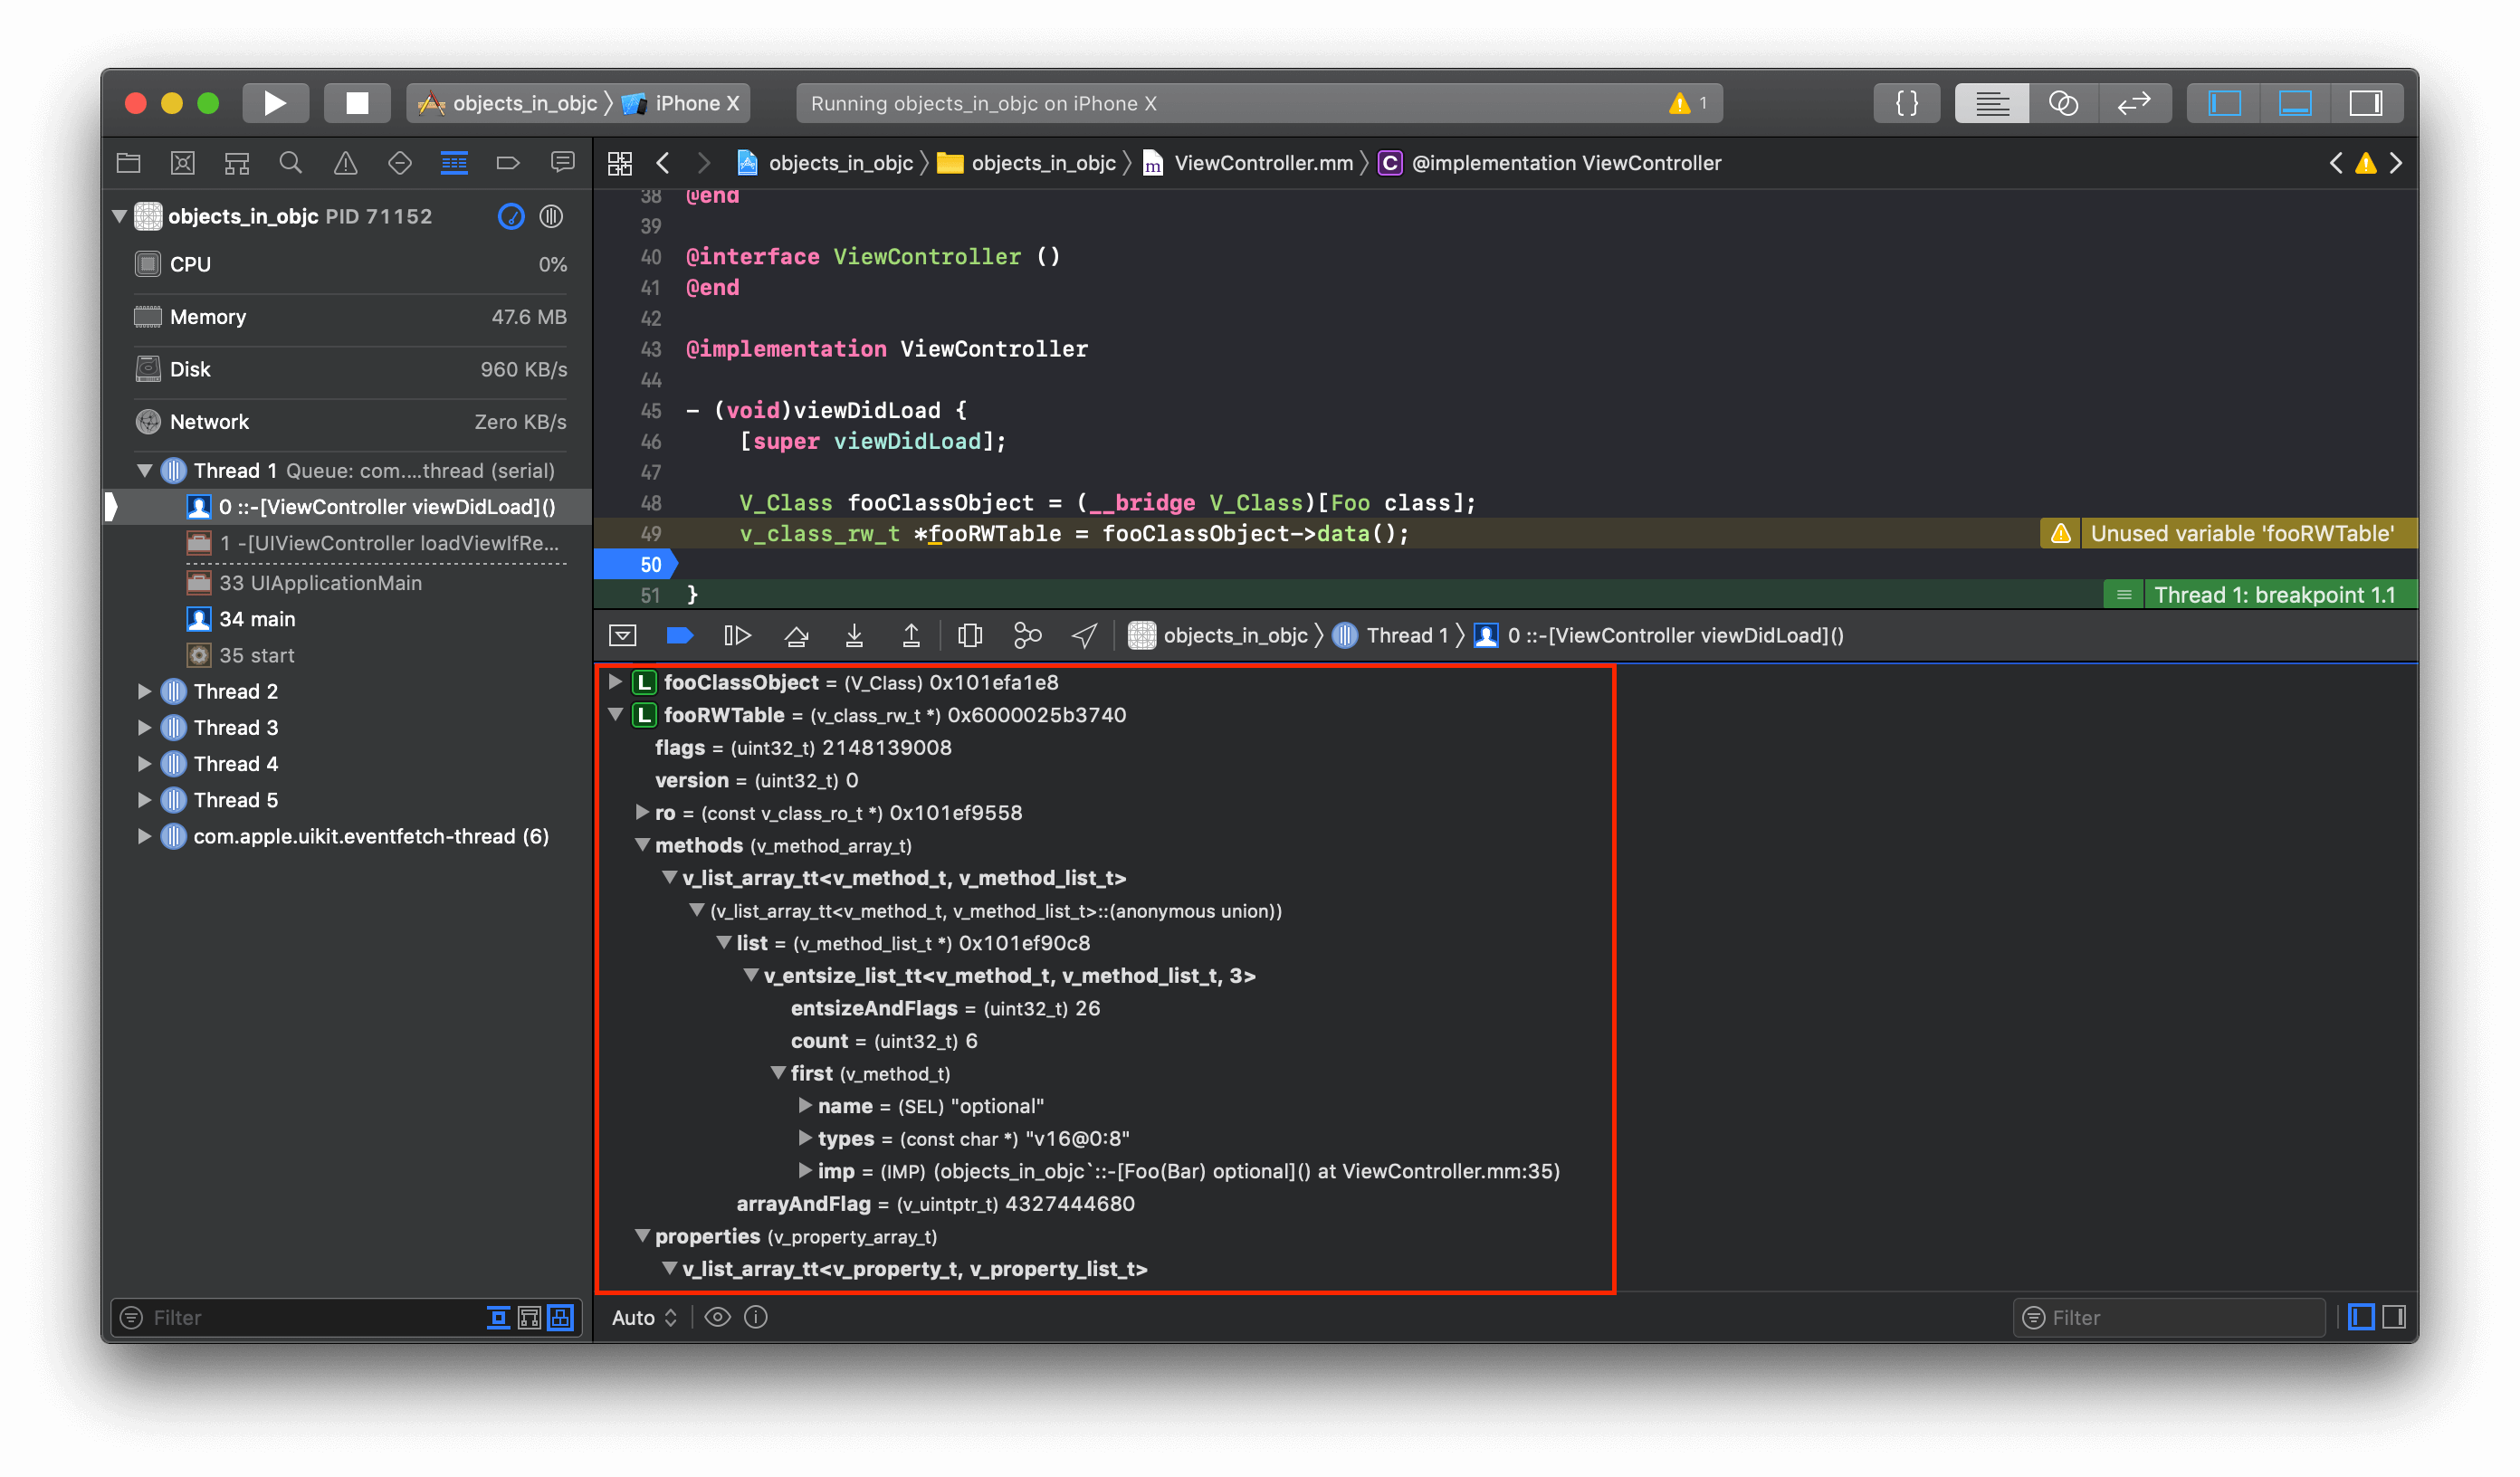 objects_in_objc 〉 iPhone X
Running objects_in_objc on iPhone X
1
{ }
objects_in_objc 〉 objects_in_objc 〉 m ViewController.mm 〉 C @implementation ViewController
objects_in_objc PID 71152
CPU 0%
Memory 47.6 MB
Disk 960 KB/s
Network Zero KB/s
Thread 1 Queue: com....thread (serial)
0 ::-[ViewController viewDidLoad]()
1 -[UIViewController loadViewIfRe...
33 UIApplicationMain
34 main
35 start
Thread 2
Thread 3
Thread 4
Thread 5
com.apple.uikit.eventfetch-thread (6)
Filter
38 @end
39
40 @interface ViewController ()
41 @end
42
43 @implementation ViewController
44
45 - (void)viewDidLoad {
46 [super viewDidLoad];
47
48 V_Class fooClassObject = (__bridge V_Class)[Foo class];
49 v_class_rw_t *fooRWTable = fooClassObject->data();
Unused variable 'fooRWTable'
50
51 }
Thread 1: breakpoint 1.1
objects_in_objc 〉 Thread 1 〉 0 ::-[ViewController viewDidLoad]()
L fooClassObject = (V_Class) 0x101efa1e8
L fooRWTable = (v_class_rw_t *) 0x6000025b3740
flags = (uint32_t) 2148139008
version = (uint32_t) 0
ro = (const v_class_ro_t *) 0x101ef9558
methods (v_method_array_t)
v_list_array_tt<v_method_t, v_method_list_t>
(v_list_array_tt<v_method_t, v_method_list_t>::(anonymous union))
list = (v_method_list_t *) 0x101ef90c8
v_entsize_list_tt<v_method_t, v_method_list_t, 3>
entsizeAndFlags = (uint32_t) 26
count = (uint32_t) 6
first (v_method_t)
name = (SEL) "optional"
types = (const char *) "v16@0:8"
imp = (IMP) (objects_in_objc`::-[Foo(Bar) optional]() at ViewController.mm:35)
arrayAndFlag = (v_uintptr_t) 4327444680
properties (v_property_array_t)
v_list_array_tt<v_property_t, v_property_list_t>
Auto
Filter